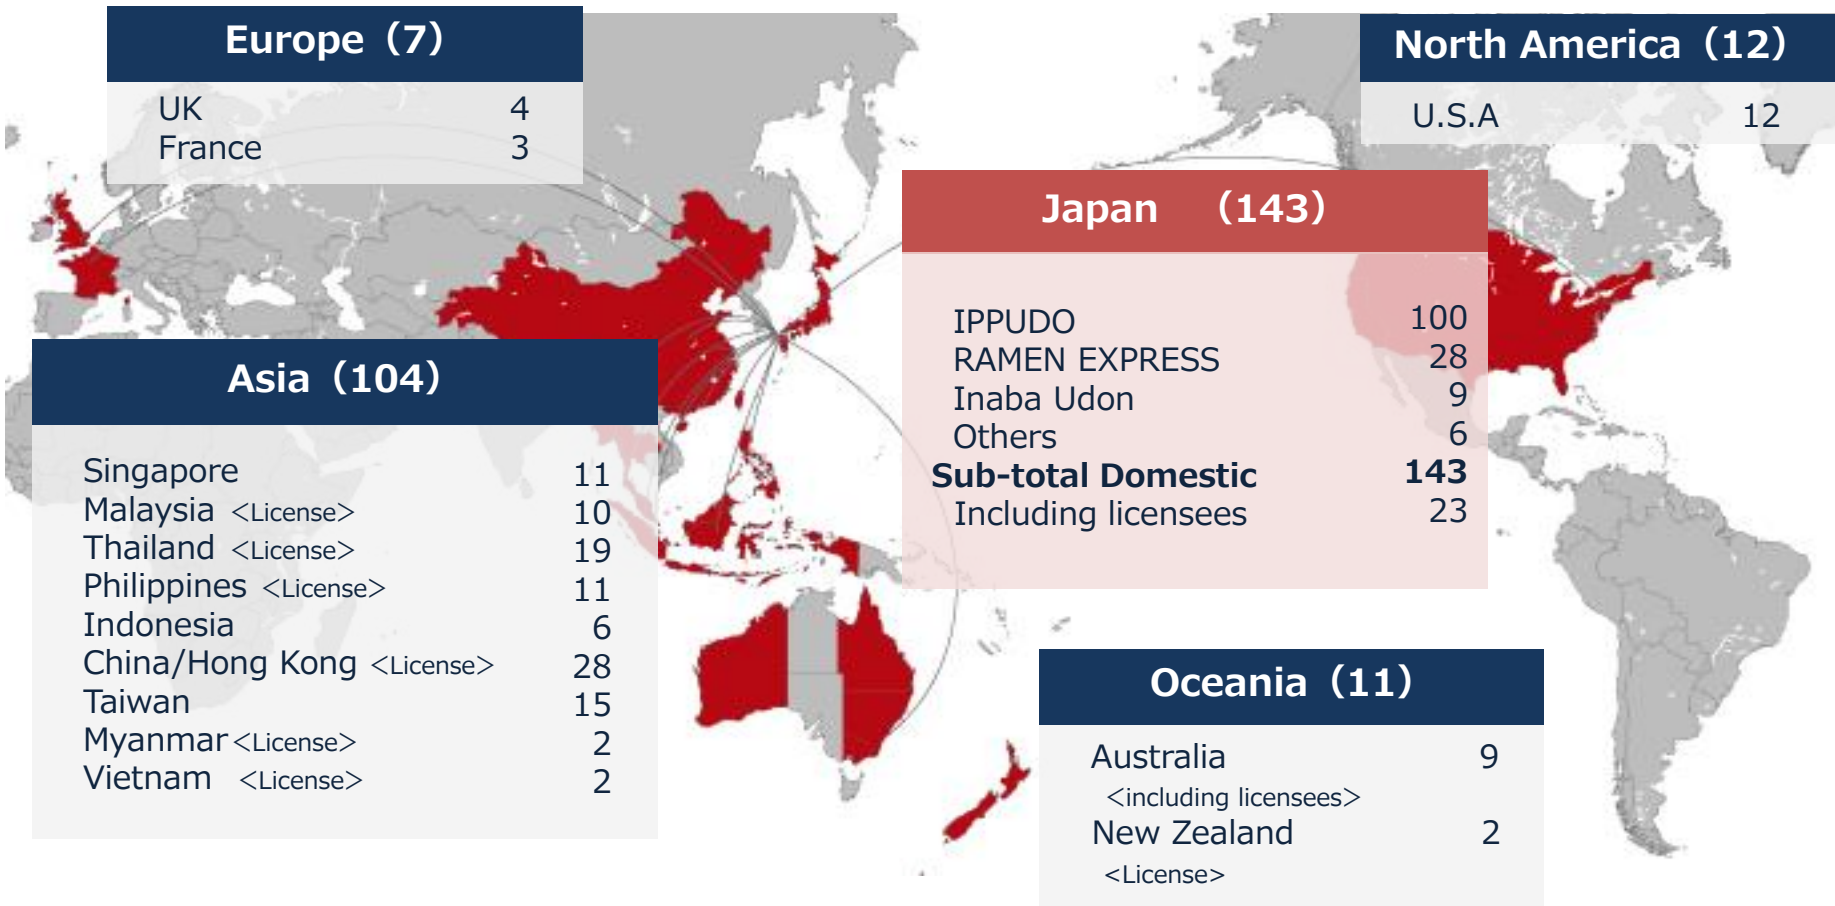 Europe（7）
UK 4
France 3
North America（12）
U.S.A 12
Japan （143）
IPPUDO 100
RAMEN EXPRESS 28
Inaba Udon 9
Others 6
Sub-total Domestic 143
Including licensees 23
Asia（104）
Singapore 11
Malaysia <License> 10
Thailand <License> 19
Philippines <License> 11
Indonesia 6
China/Hong Kong <License> 28
Taiwan 15
Myanmar<License> 2
Vietnam <License> 2
Oceania（11）
Australia 9
<including licensees>
New Zealand 2
<License>